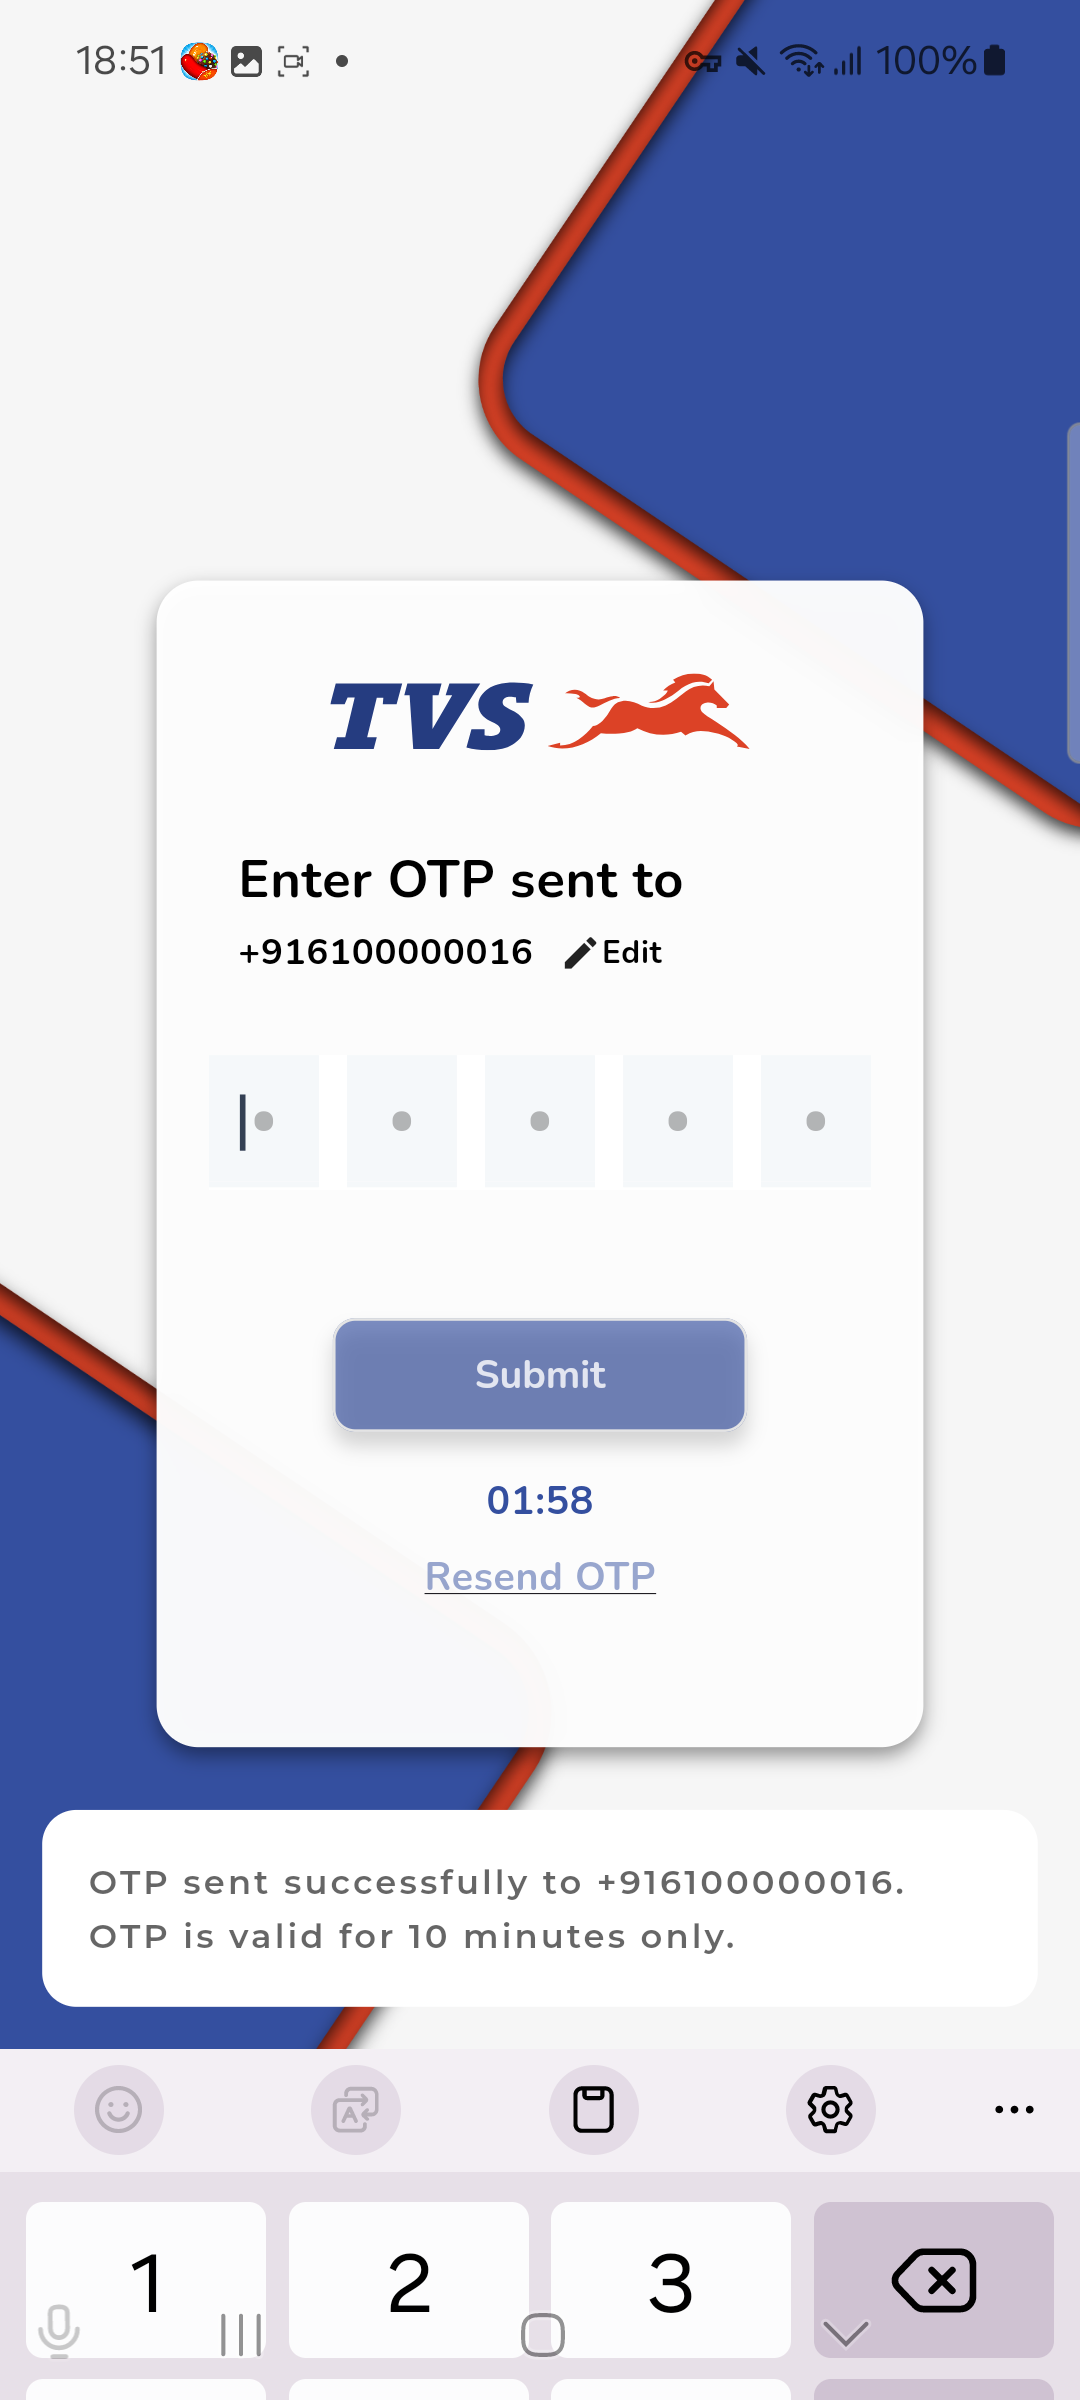 18:51
100%
TVS
Enter OTP sent to
+916100000016
Edit
Submit
01:58
Resend OTP
OTP sent successfully to +916100000016.
OTP is valid for 10 minutes only.
1 2 3